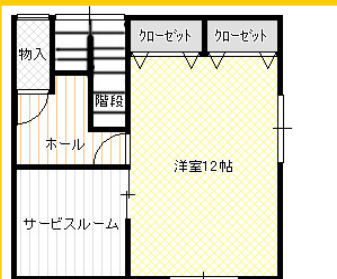 クローゼット
クローゼット
物入
階段
ホール
洋室12帖
サービスルーム